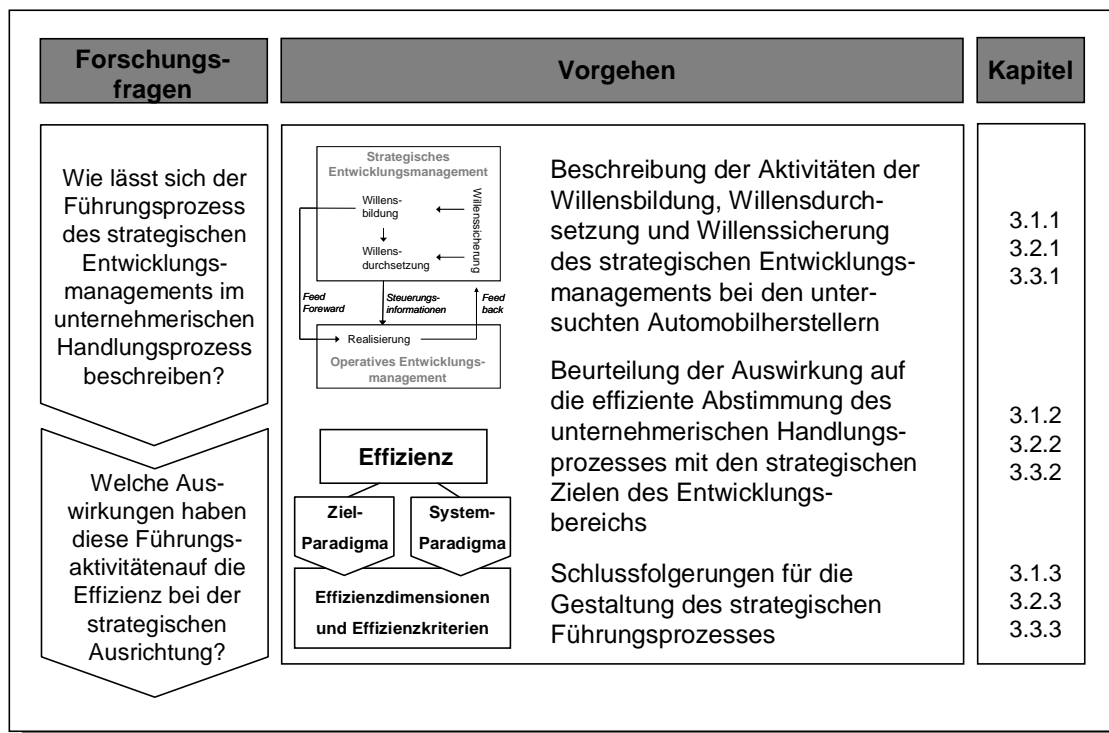 Forschungs-
fragen
Vorgehen
Kapitel
Wie lässt sich der
Führungsprozess
des strategischen
Entwicklungs-
managements im
unternehmerischen
Handlungsprozess
beschreiben?
Welche Aus-
wirkungen haben
diese Führungs-
aktivitätenauf die
Effizienz bei der
strategischen
Ausrichtung?
Strategisches
Entwicklungsmanagement
Willens-
bildung
Willens-
durchsetzung
Willenssicherung
Feed
Foreward
Steuerungs-
informationen
Feed
back
Realisierung
Operatives Entwicklungs-
management
Effizienz
Ziel-
Paradigma
System-
Paradigma
Effizienzdimensionen
und Effizienzkriterien
Beschreibung der Aktivitäten der
Willensbildung, Willensdurch-
setzung und Willenssicherung
des strategischen Entwicklungs-
managements bei den unter-
suchten Automobilherstellern
Beurteilung der Auswirkung auf
die effiziente Abstimmung des
unternehmerischen Handlungs-
prozesses mit den strategischen
Zielen des Entwicklungs-
bereichs
Schlussfolgerungen für die
Gestaltung des strategischen
Führungsprozesses
3.1.1
3.2.1
3.3.1
3.1.2
3.2.2
3.3.2
3.1.3
3.2.3
3.3.3